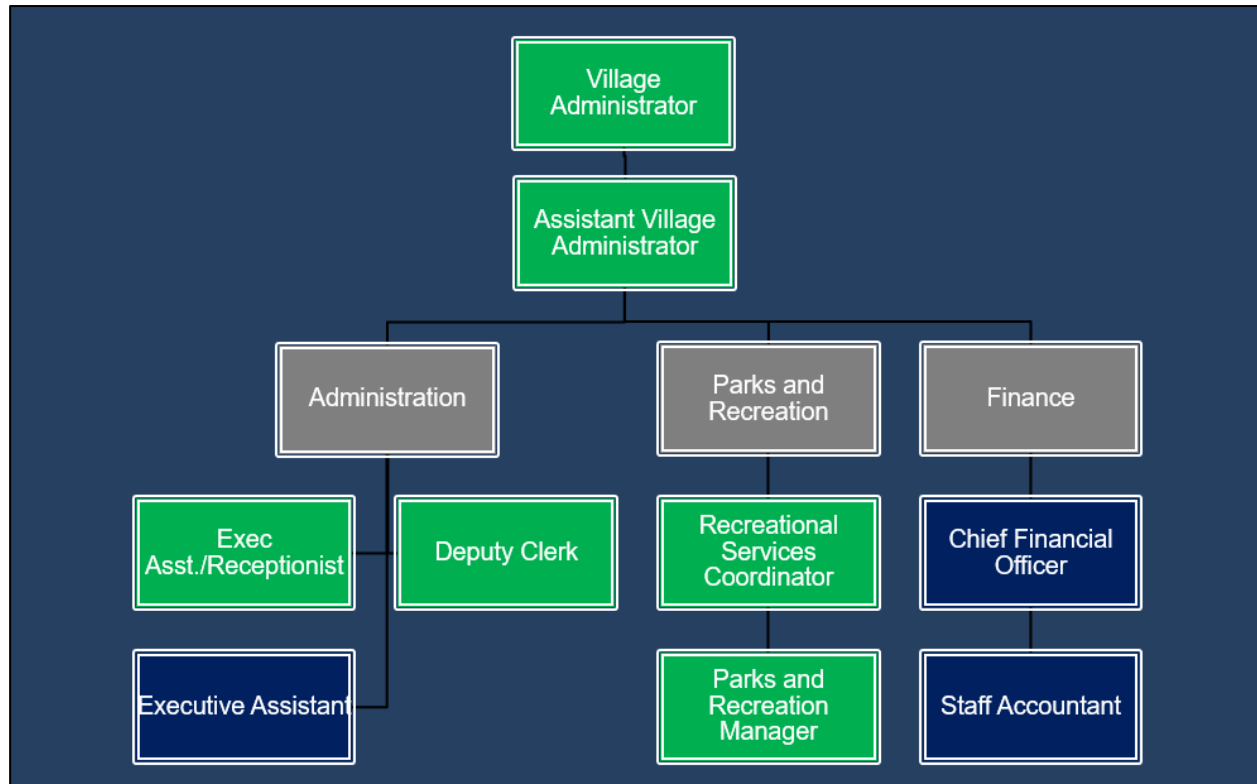 Village
Administrator
Assistant Village
Administrator
Administration
Parks and
Recreation
Finance
Exec
Asst./Receptionist
Deputy Clerk
Recreational
Services
Coordinator
Chief Financial
Officer
Executive Assistant
Parks and
Recreation
Manager
Staff Accountant